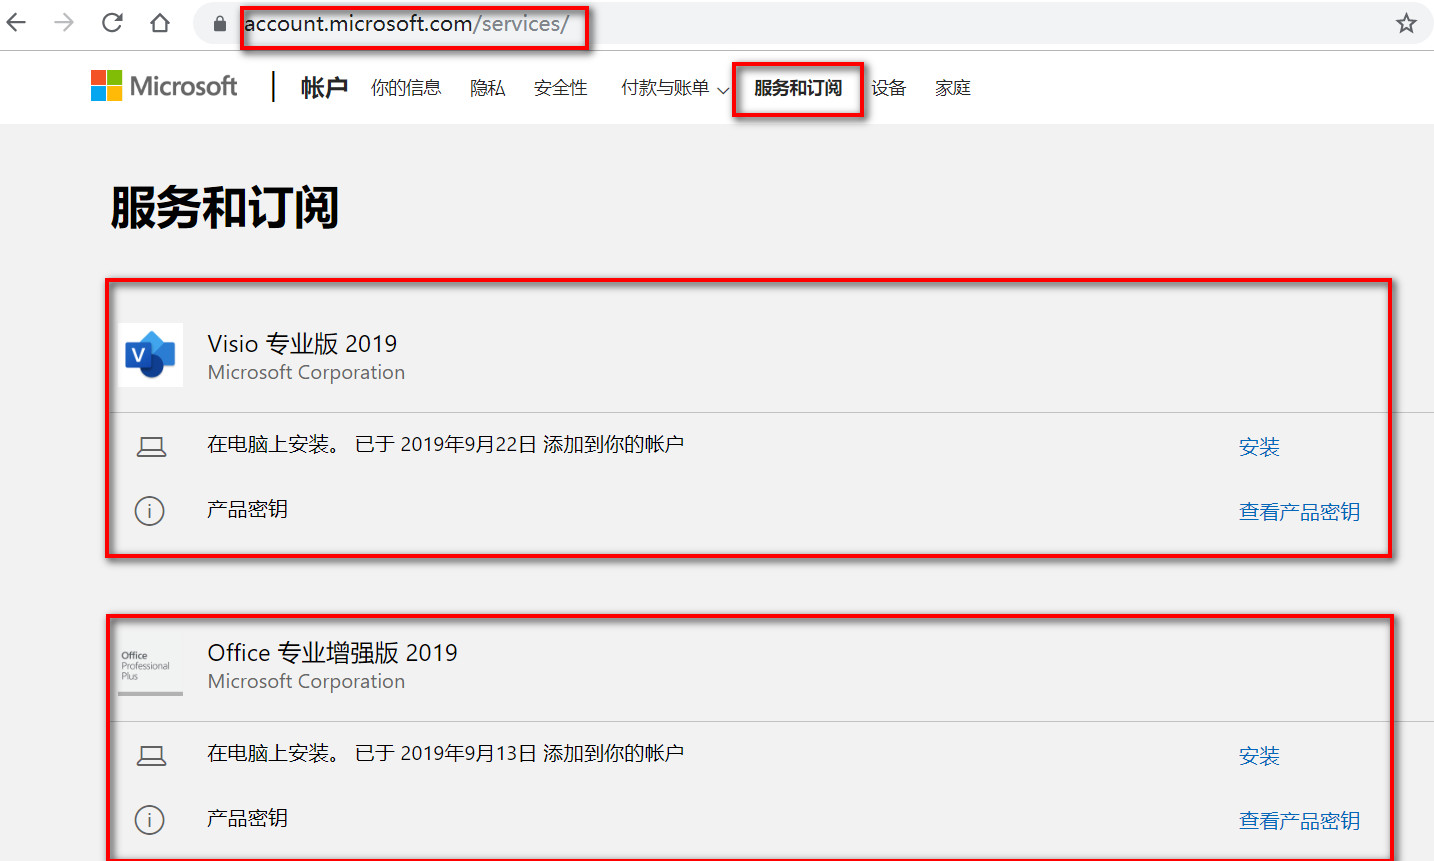 account.microsoft.com/services/
Microsoft | 帐户 你的信息 隐私 安全性 付款与账单 服务和订阅 设备 家庭
服务和订阅
V
Visio 专业版 2019
Microsoft Corporation
在电脑上安装。 已于 2019年9月22日 添加到你的帐户 安装
产品密钥 查看产品密钥
Office
Professional
Plus
Office 专业增强版 2019
Microsoft Corporation
在电脑上安装。 已于 2019年9月13日 添加到你的帐户 安装
产品密钥 查看产品密钥